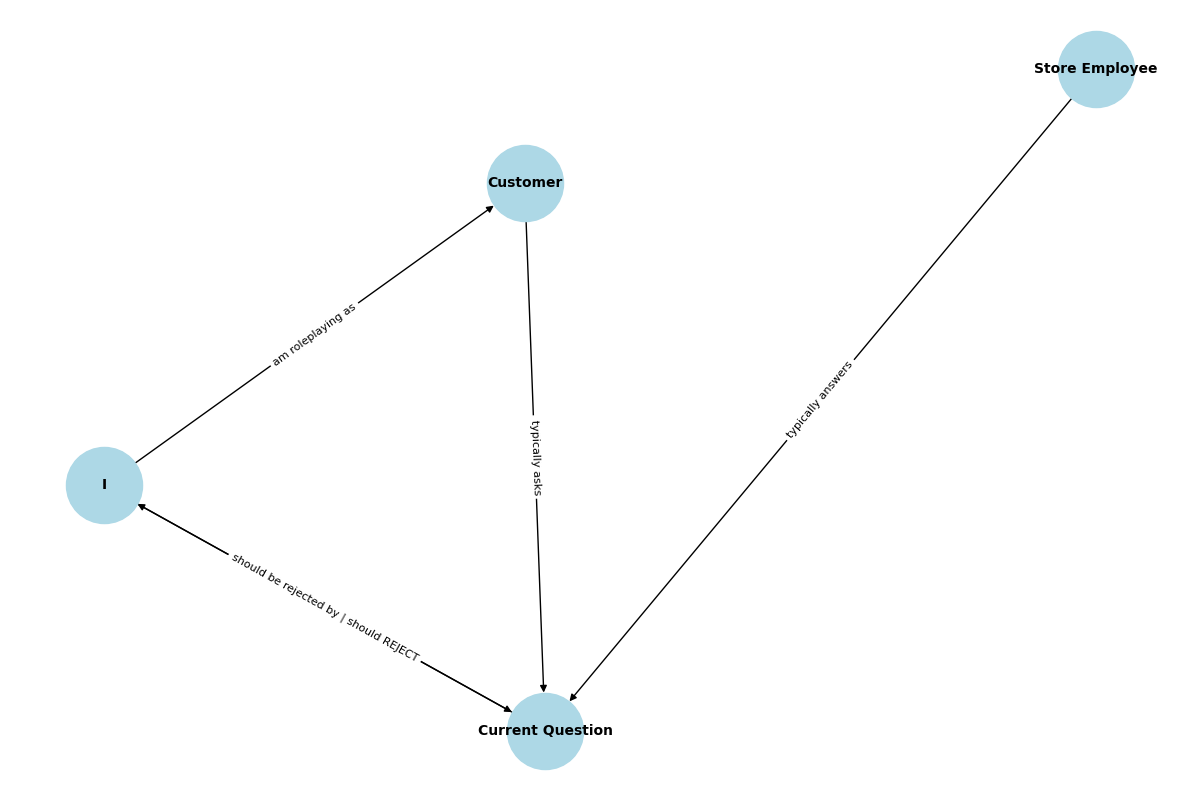 Store Employee
Customer
am roleplaying as
typically answers
typically asks
I
should be rejected by | should REJECT
Current Question